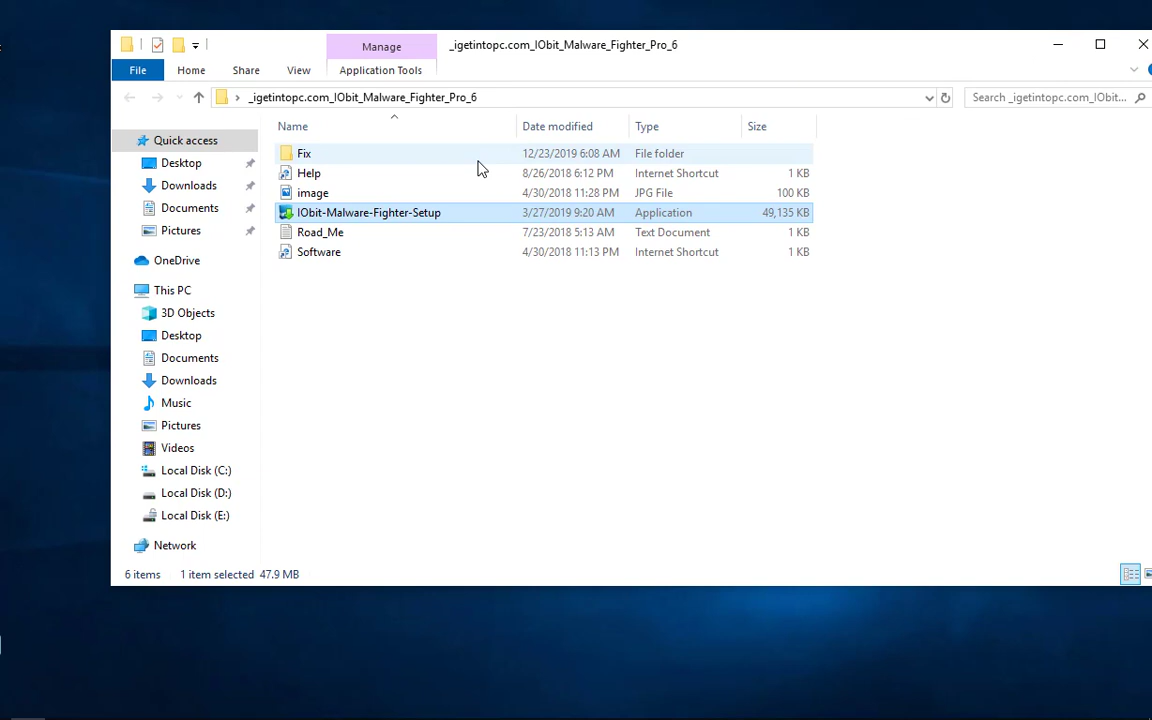 Manage
_igetintopc.com_IObit_Malware_Fighter_Pro_6
File Home Share View Application Tools
_igetintopc.com_IObit_Malware_Fighter_Pro_6
Search _igetintopc.com_IObit...
Name Date modified Type Size
Quick access
Desktop
Downloads
Documents
Pictures
OneDrive
This PC
3D Objects
Desktop
Documents
Downloads
Music
Pictures
Videos
Local Disk (C:)
Local Disk (D:)
Local Disk (E:)
Network
Fix 12/23/2019 6:08 AM File folder
Help 8/26/2018 6:12 PM Internet Shortcut 1 KB
image 4/30/2018 11:28 PM JPG File 100 KB
IObit-Malware-Fighter-Setup 3/27/2019 9:20 AM Application 49,135 KB
Road_Me 7/23/2018 5:13 AM Text Document 1 KB
Software 4/30/2018 11:13 PM Internet Shortcut 1 KB
6 items 1 item selected 47.9 MB